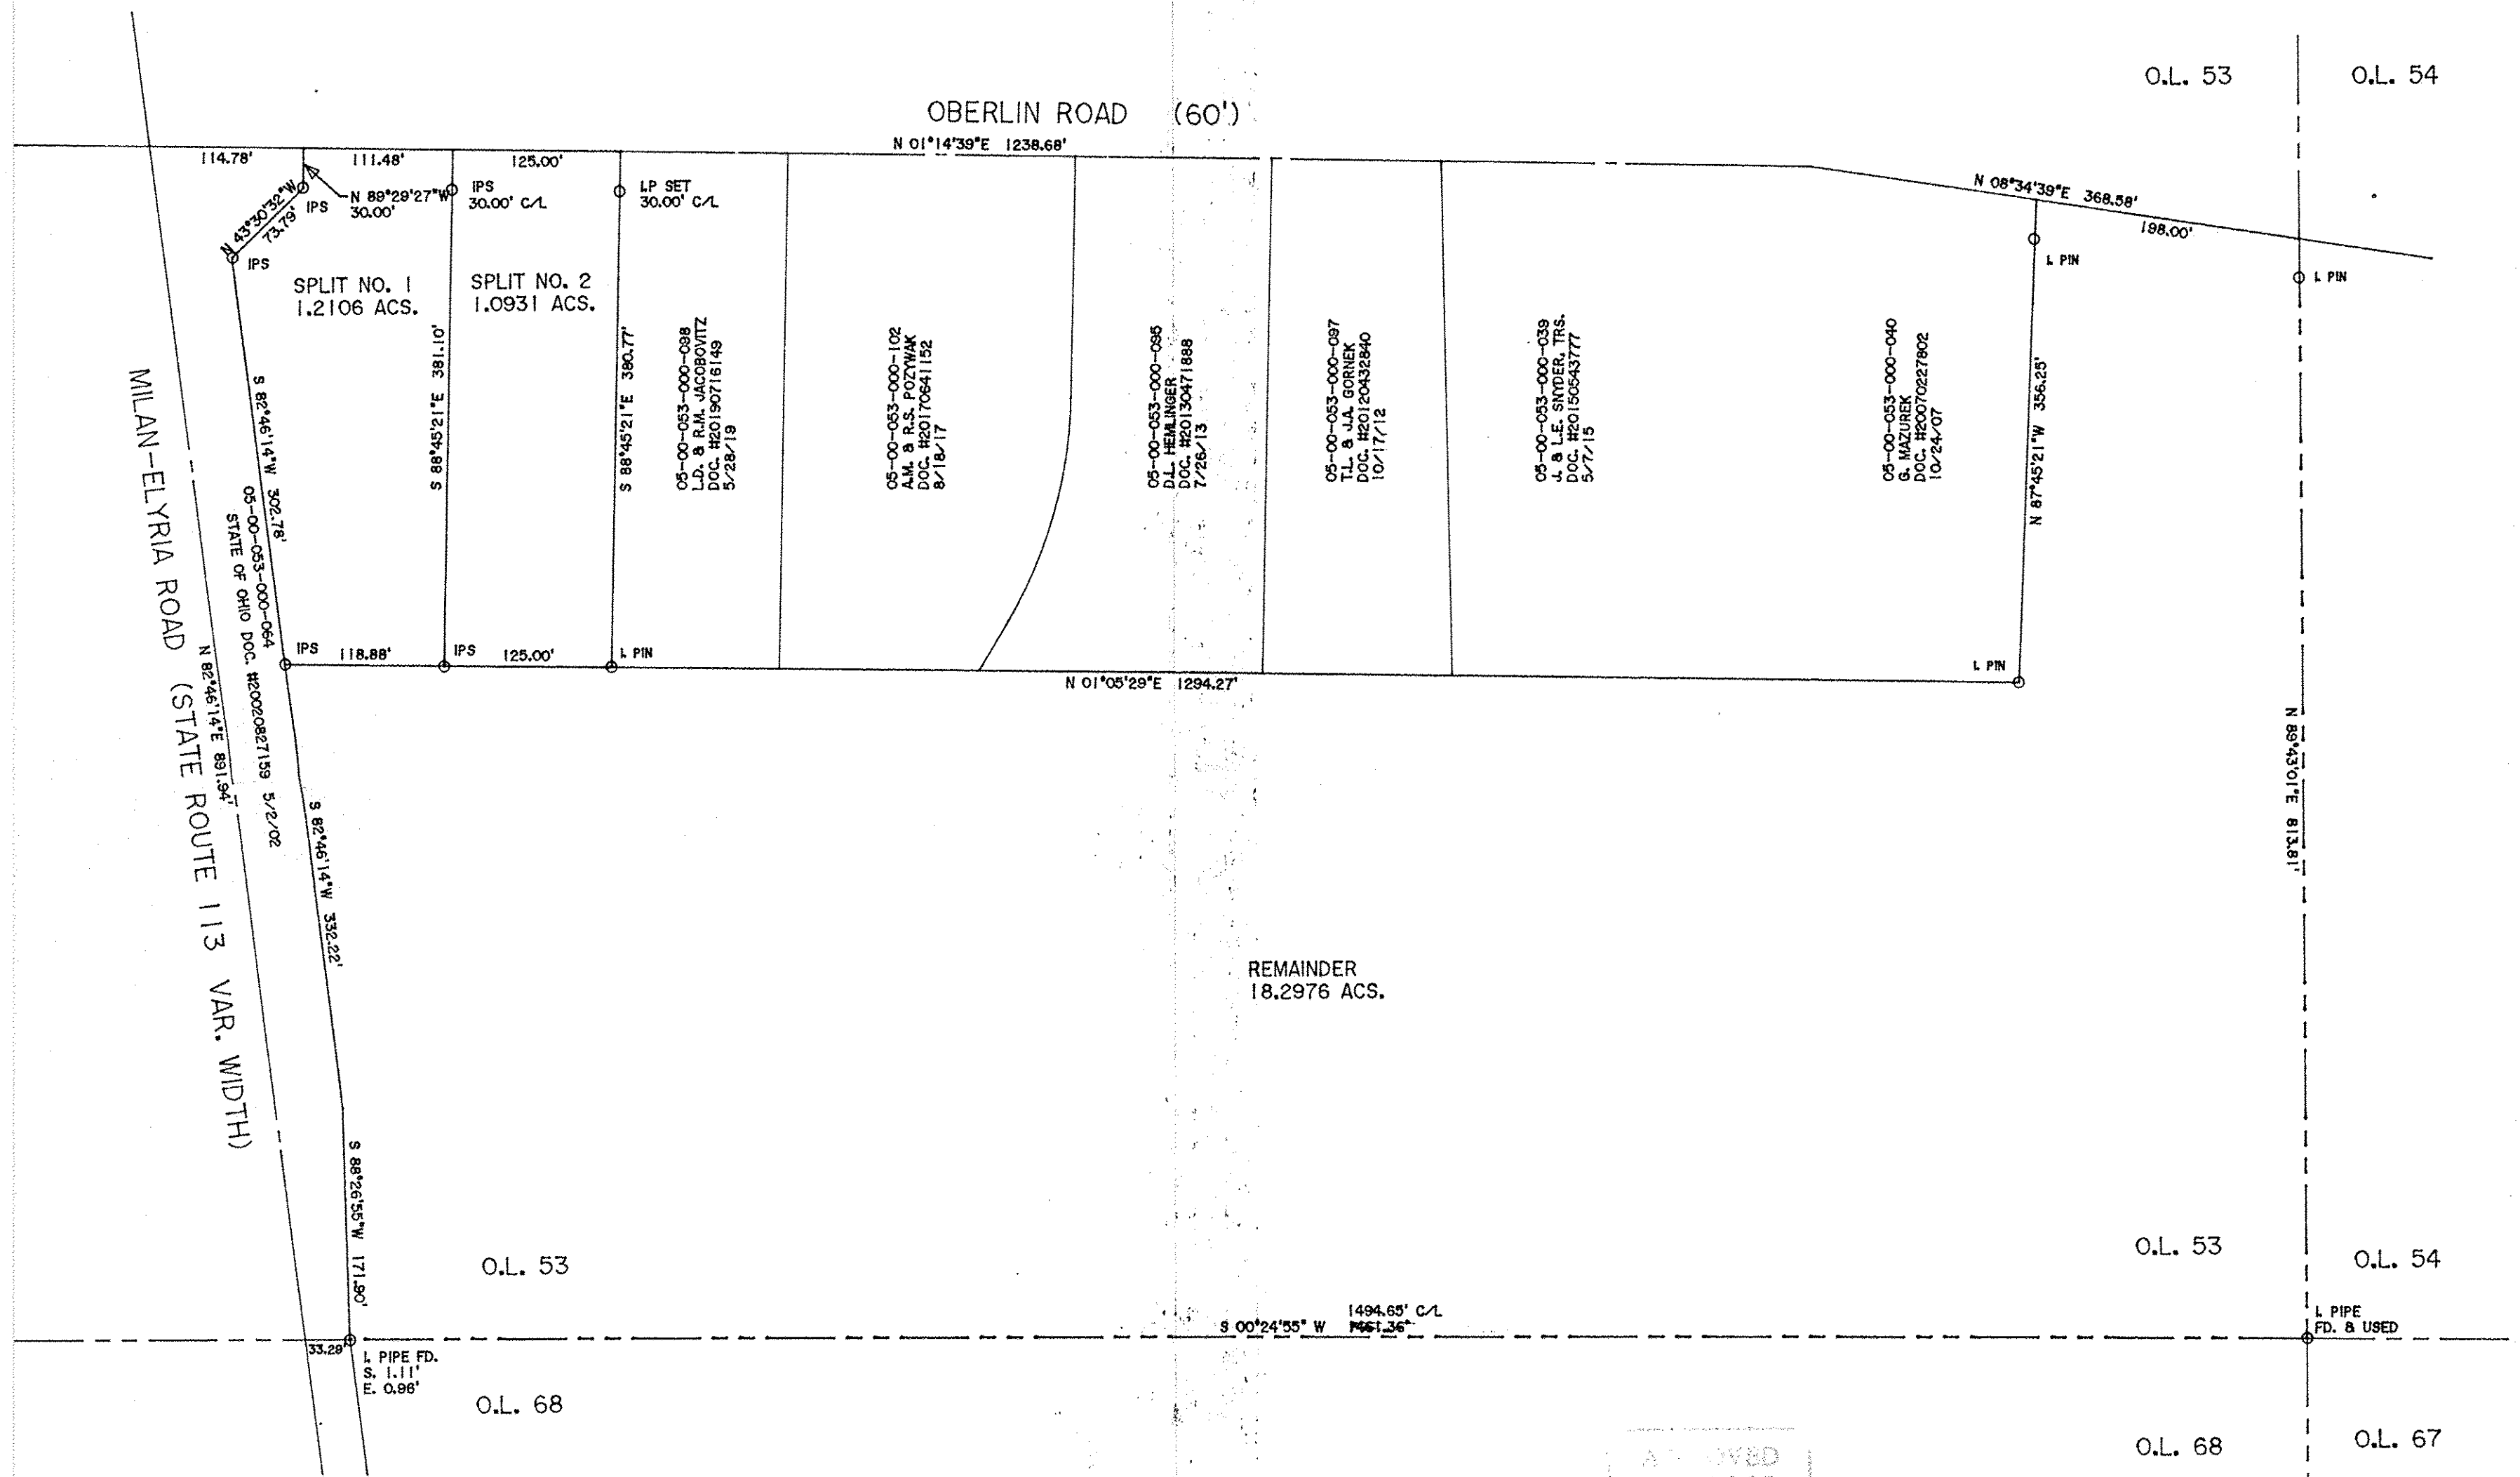 O.L. 53
O.L. 54
OBERLIN ROAD (60')
N 01°14'39"E 1238.68'
114.78'
111.48'
125.00'
N 43°30'32"W
73.79'
IPS
N 89°29'27"W
30.00'
IPS
30.00' C/L
I.P SET
30.00' C/L
IPS
N 08°34'39"E 368.58'
198.00'
I. PIN
I. PIN
SPLIT NO. 1
1.2106 ACS.
SPLIT NO. 2
1.0931 ACS.
S 82°46'14"W 302.78'
S 88°45'21"E 381.10'
S 88°45'21"E 380.77'
05-00-053-000-098
L.D. & R.M. JACOBOVITZ
DOC. #20190716149
5/28/19
05-00-053-000-102
A.M. & R.S. POZYWAK
DOC. #20170641152
8/18/17
05-00-053-000-095
D.L. HEMLINGER
DOC. #20130471888
7/26/13
05-00-053-000-097
T.L. & J.A. GORNEK
DOC. #20120432840
10/17/12
05-00-053-000-039
J. & L.E. SNYDER, TRS.
DOC. #20150543777
5/7/15
05-00-053-000-040
G. MAZUREK
DOC. #20070227802
10/24/07
N 87°45'21"W 356.25'
MILAN-ELYRIA ROAD (STATE ROUTE 113 VAR. WIDTH)
N 82°46'14"E 891.94'
05-00-053-000-064
STATE OF OHIO DOC. #20020827159 5/2/02
IPS
118.88'
IPS
125.00'
I. PIN
N 01°05'29"E 1294.27'
I. PIN
N 89°43'01"E 813.81'
S 82°46'14"W 332.22'
REMAINDER
18.2976 ACS.
S 88°26'55"W 171.90'
O.L. 53
O.L. 53
O.L. 54
1494.65' C/L
S 00°24'55" W 1461.36'
I. PIPE
FD. & USED
33.29'
I. PIPE FD.
S. 1.11'
E. 0.96'
O.L. 68
O.L. 68
O.L. 67